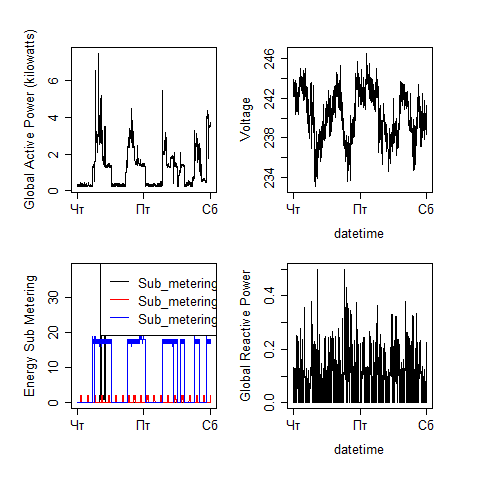 Global Active Power (kilowatts)
0 2 4 6
Чт Пт Сб
Voltage
234 238 242 246
Чт Пт Сб
datetime
Energy Sub Metering
0 10 20 30
Sub_metering
Sub_metering
Sub_metering
Чт Пт Сб
Global Reactive Power
0.0 0.2 0.4
Чт Пт Сб
datetime